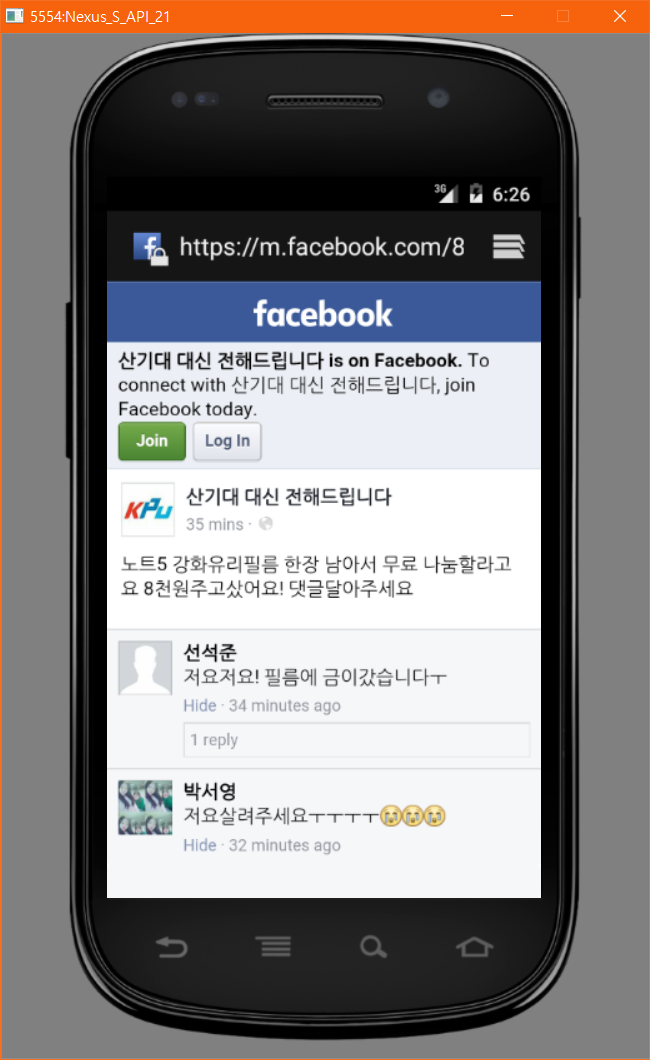 5554:Nexus_S_API_21
3G 6:26
https://m.facebook.com/8
facebook
산기대 대신 전해드립니다 is on Facebook. To
connect with 산기대 대신 전해드립니다, join
Facebook today.
Join Log In
KPU
산기대 대신 전해드립니다
35 mins ·
노트5 강화유리필름 한장 남아서 무료 나눔할라고
요 8천원주고샀어요! 댓글달아주세요
선석준
저요저요! 필름에 금이갔습니다ㅜ
Hide · 34 minutes ago
1 reply
박서영
저요살려주세요ㅜㅜㅜㅜ😭😭😭
Hide · 32 minutes ago